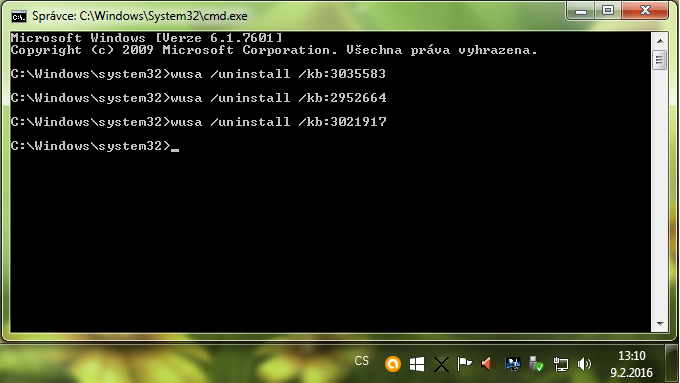 Správce: C:\Windows\System32\cmd.exe
Microsoft Windows [Verze 6.1.7601]
Copyright (c) 2009 Microsoft Corporation. Všechna práva vyhrazena.
C:\Windows\system32>wusa /uninstall /kb:3035583
C:\Windows\system32>wusa /uninstall /kb:2952664
C:\Windows\system32>wusa /uninstall /kb:3021917
C:\Windows\system32>_
CS
13:10
9.2.2016